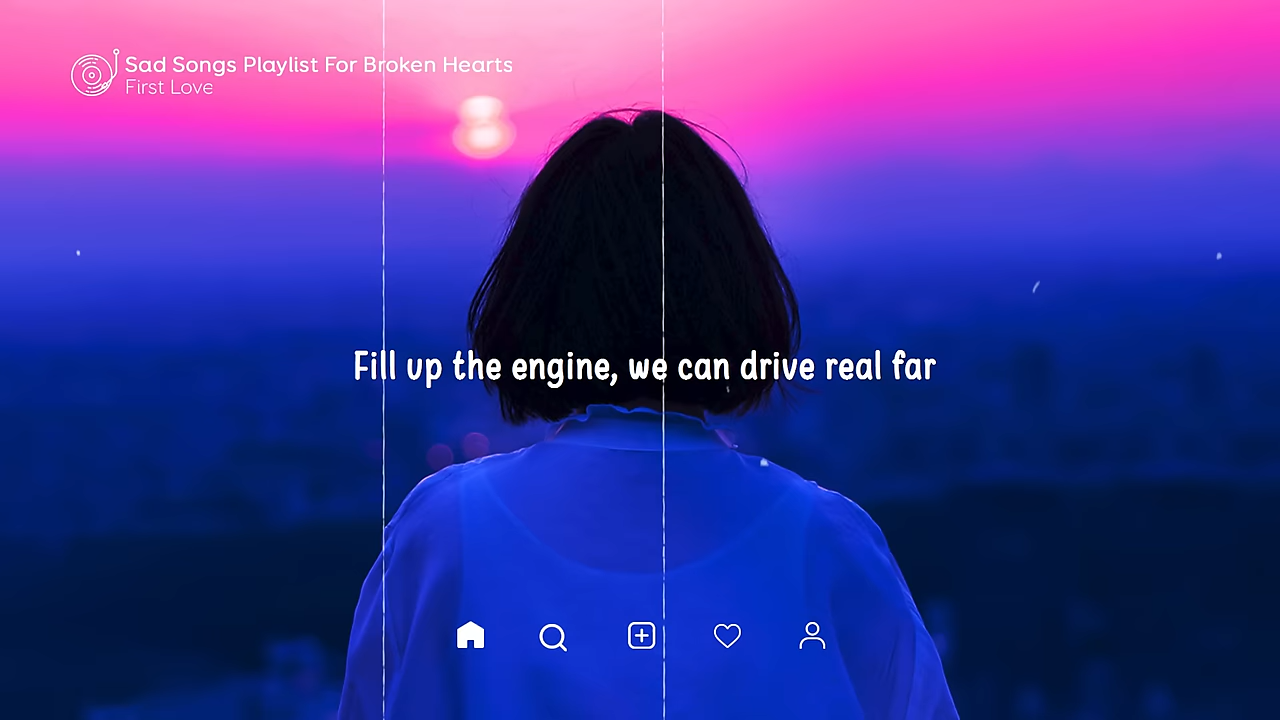 Sad Songs Playlist For Broken Hearts
First Love
Fill up the engine, we can drive real far